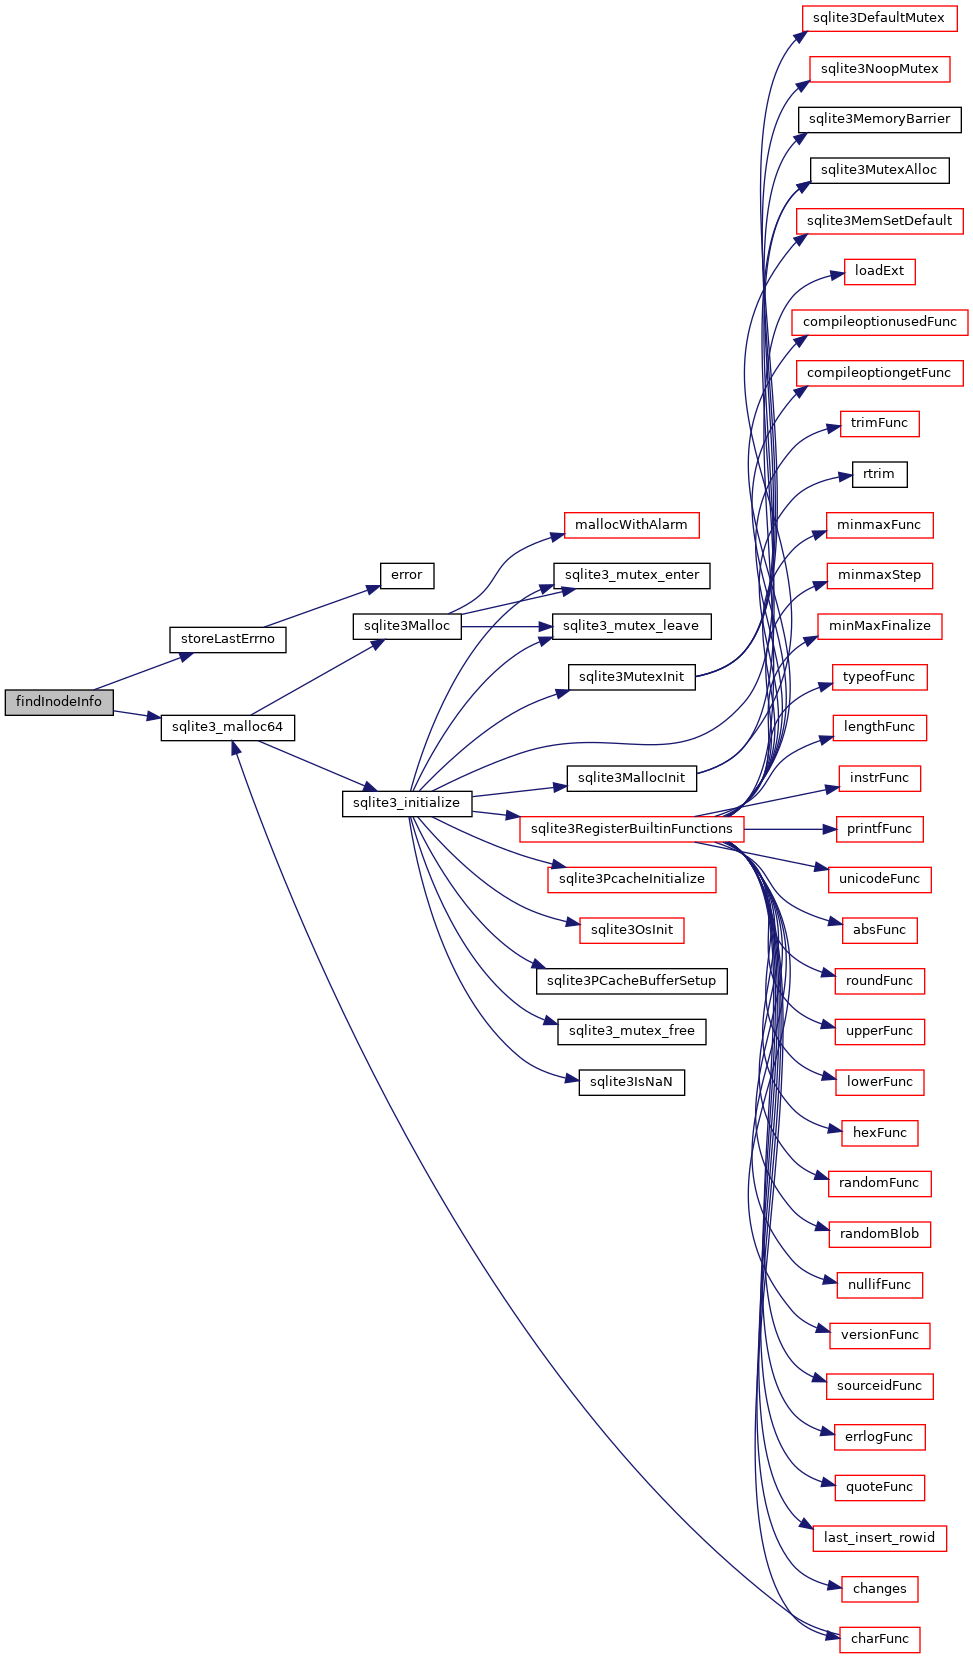 findInodeInfo
storeLastErrno
sqlite3_malloc64
error
sqlite3Malloc
sqlite3_initialize
mallocWithAlarm
sqlite3_mutex_enter
sqlite3_mutex_leave
sqlite3MutexInit
sqlite3MallocInit
sqlite3RegisterBuiltinFunctions
sqlite3PcacheInitialize
sqlite3OsInit
sqlite3PCacheBufferSetup
sqlite3_mutex_free
sqlite3IsNaN
sqlite3DefaultMutex
sqlite3NoopMutex
sqlite3MemoryBarrier
sqlite3MutexAlloc
sqlite3MemSetDefault
loadExt
compileoptionusedFunc
compileoptiongetFunc
trimFunc
rtrim
minmaxFunc
minmaxStep
minMaxFinalize
typeofFunc
lengthFunc
instrFunc
printfFunc
unicodeFunc
absFunc
roundFunc
upperFunc
lowerFunc
hexFunc
randomFunc
randomBlob
nullifFunc
versionFunc
sourceidFunc
errlogFunc
quoteFunc
last_insert_rowid
changes
charFunc